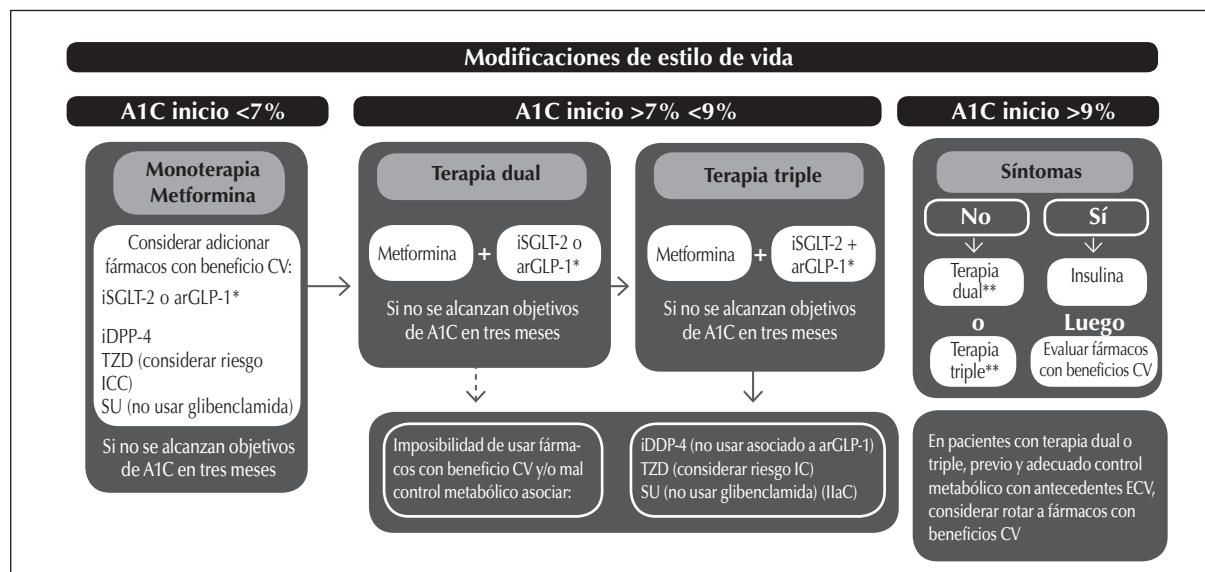 Modificaciones de estilo de vida
A1C inicio <7%
Monoterapia
Metformina
Considerar adicionar
fármacos con beneficio CV:
iSGLT-2 o arGLP-1*
iDPP-4
TZD (considerar riesgo
ICC)
SU (no usar glibenclamida)
Si no se alcanzan objetivos
de A1C en tres meses
A1C inicio >7% <9%
Terapia dual
Metformina
+
iSGLT-2 o
arGLP-1*
Si no se alcanzan objetivos
de A1C en tres meses
Terapia triple
Metformina
+
iSGLT-2 +
arGLP-1*
Si no se alcanzan objetivos
de A1C en tres meses
Imposibilidad de usar fárma-
cos con beneficio CV y/o mal
control metabólico asociar:
iDDP-4 (no usar asociado a arGLP-1)
TZD (considerar riesgo IC)
SU (no usar glibenclamida) (IIaC)
A1C inicio >9%
Síntomas
No
Terapia
dual**
o
Terapia
triple**
Sí
Insulina
Luego
Evaluar fármacos
con beneficios CV
En pacientes con terapia dual o
triple, previo y adecuado control
metabólico con antecedentes ECV,
considerar rotar a fármacos con
beneficios CV